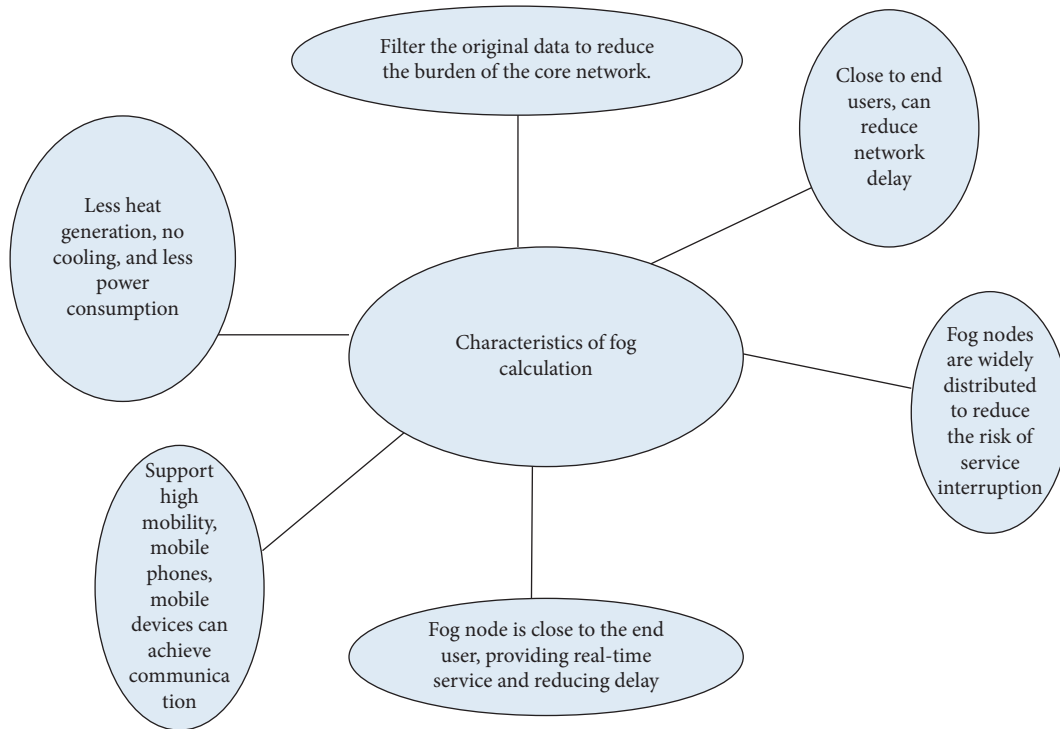 Filter the original data to reduce
the burden of the core network.
Close to end
users, can
reduce
network
delay
Less heat
generation, no
cooling, and less
power
consumption
Characteristics of fog
calculation
Fog nodes
are widely
distributed
to reduce
the risk of
service
interruption
Support
high
mobility,
mobile
phones,
mobile
devices can
achieve
communica
tion
Fog node is close to the end
user, providing real-time
service and reducing delay